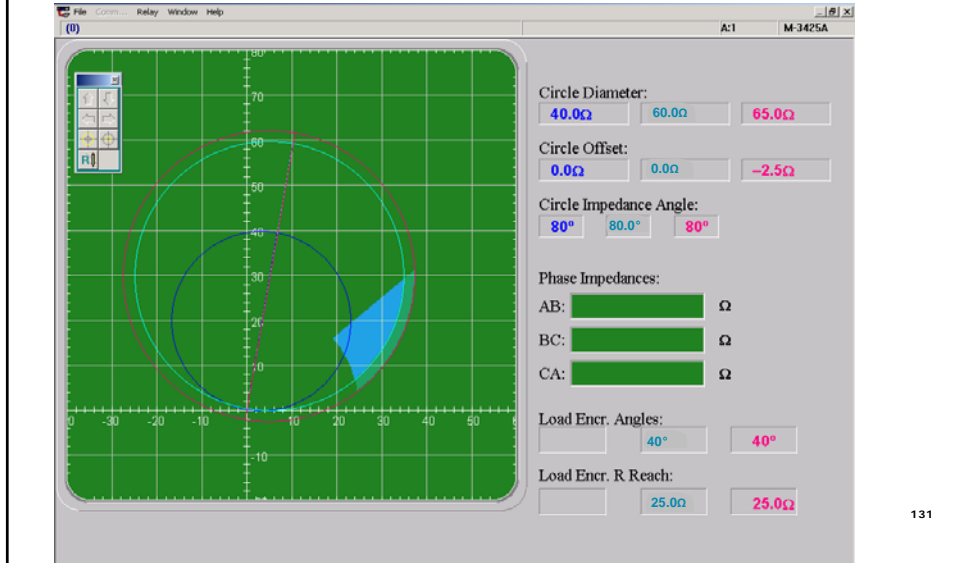 File Comm... Relay Window Help
(0) A:1 M-3425A
Circle Diameter:
40.0Ω 60.0Ω 65.0Ω
Circle Offset:
0.0Ω 0.0Ω –2.5Ω
Circle Impedance Angle:
80° 80.0° 80°
Phase Impedances:
AB: Ω
BC: Ω
CA: Ω
Load Encr. Angles:
40° 40°
Load Encr. R Reach:
25.0Ω 25.0Ω
80
70
60
50
40
30
20
10
-30 -20 -10 10 20 30 40 50
-10
R
131